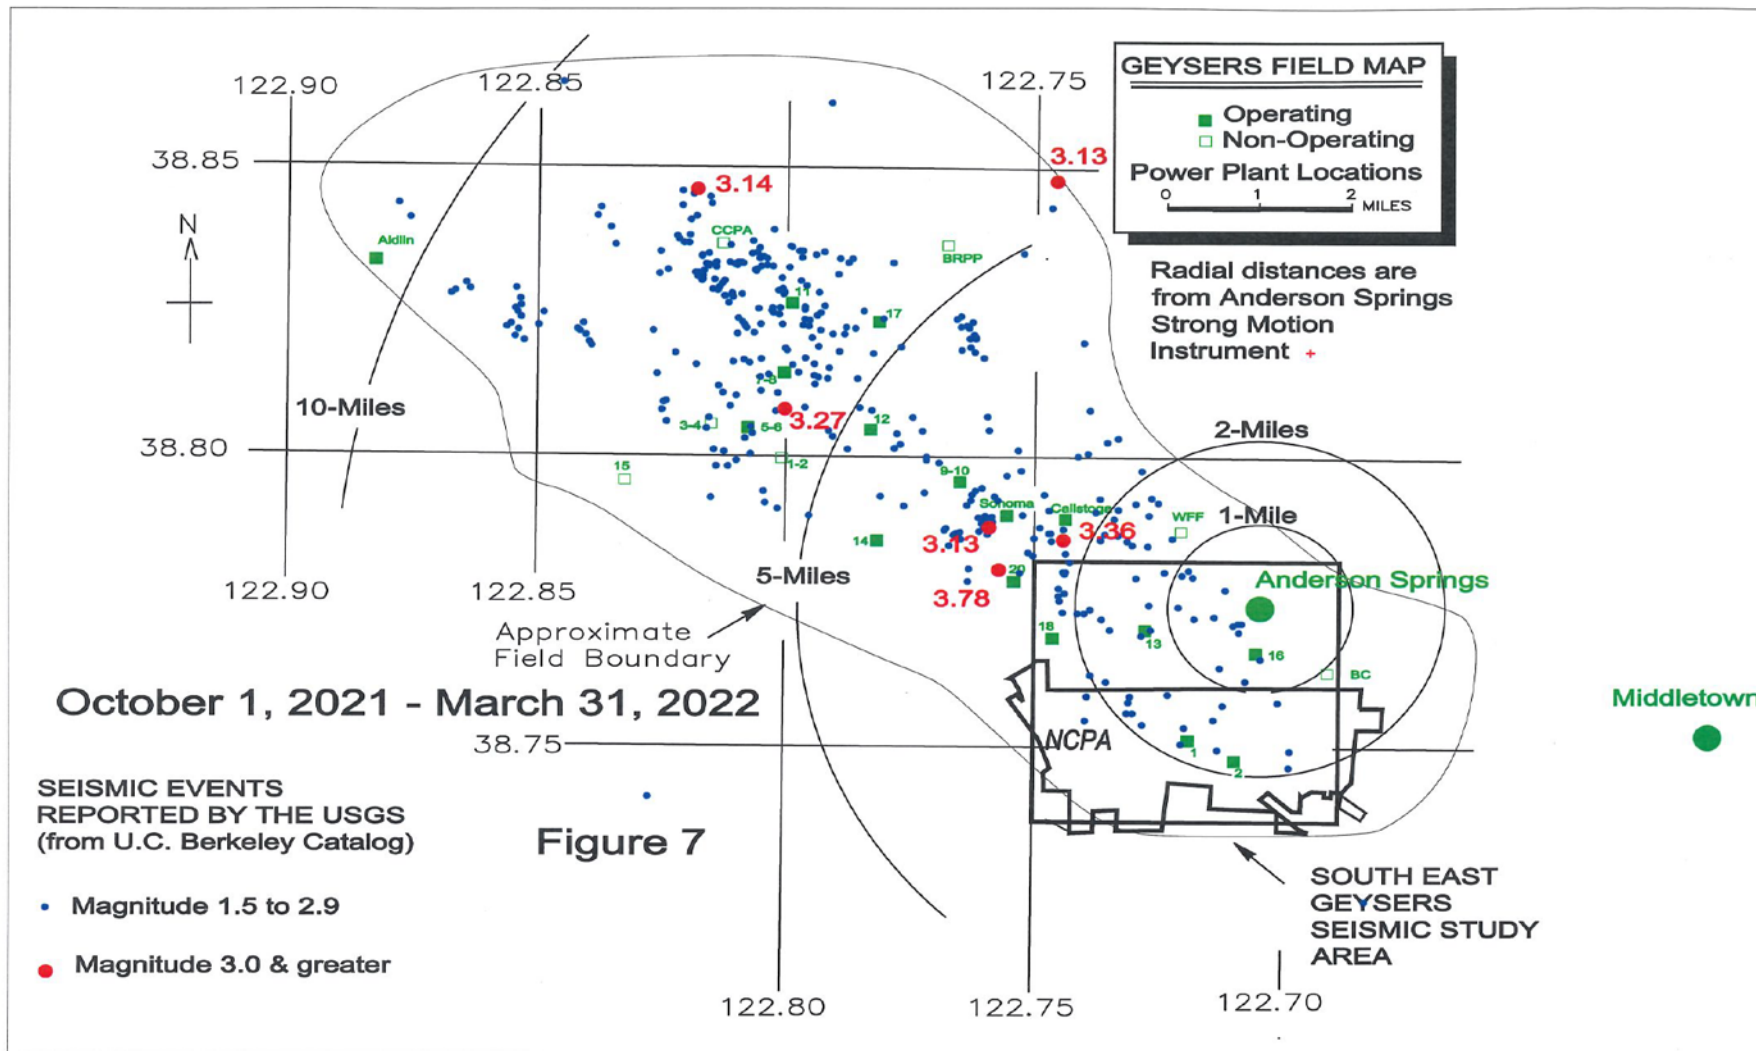 122.90
122.85
122.75
GEYSERS FIELD MAP
Operating
Non-Operating
Power Plant Locations
0 1 2 MILES
38.85
3.13
3.14
N
Aidlin
CCPA
BRPP
Radial distances are
from Anderson Springs
Strong Motion
Instrument +
11
17
7-8
10-Miles
3-4
5-6
3.27
12
2-Miles
38.80
15
1-2
9-10
Sonoma
Calistoga
WFF
1-Mile
14
3.13
3.36
122.90
122.85
5-Miles
3.78
20
Anderson Springs
Approximate
Field Boundary
18
13
16
BC
October 1, 2021 - March 31, 2022
Middletown
38.75
NCPA
1
2
SEISMIC EVENTS
REPORTED BY THE USGS
(from U.C. Berkeley Catalog)
Figure 7
Magnitude 1.5 to 2.9
Magnitude 3.0 & greater
SOUTH EAST
GEYSERS
SEISMIC STUDY
AREA
122.80
122.75
122.70